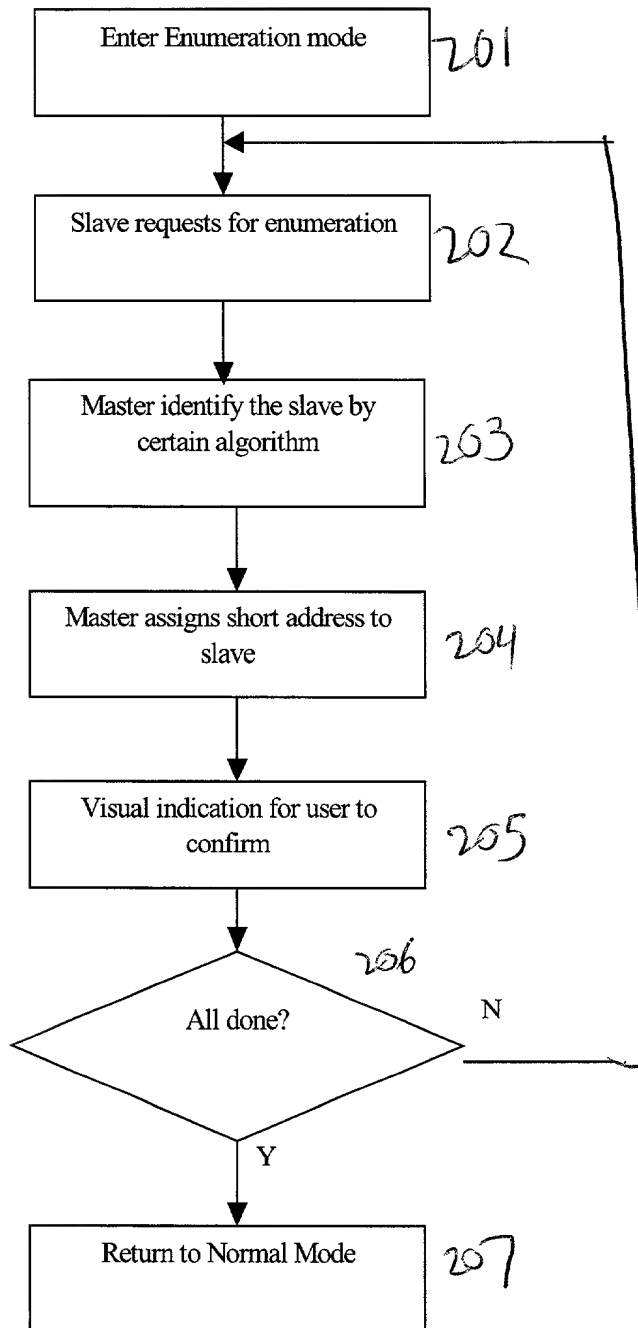 Enter Enumeration mode
201
Slave requests for enumeration
202
Master identify the slave by
certain algorithm
203
Master assigns short address to
slave
204
Visual indication for user to
confirm
205
206
All done?
N
Y
Return to Normal Mode
207